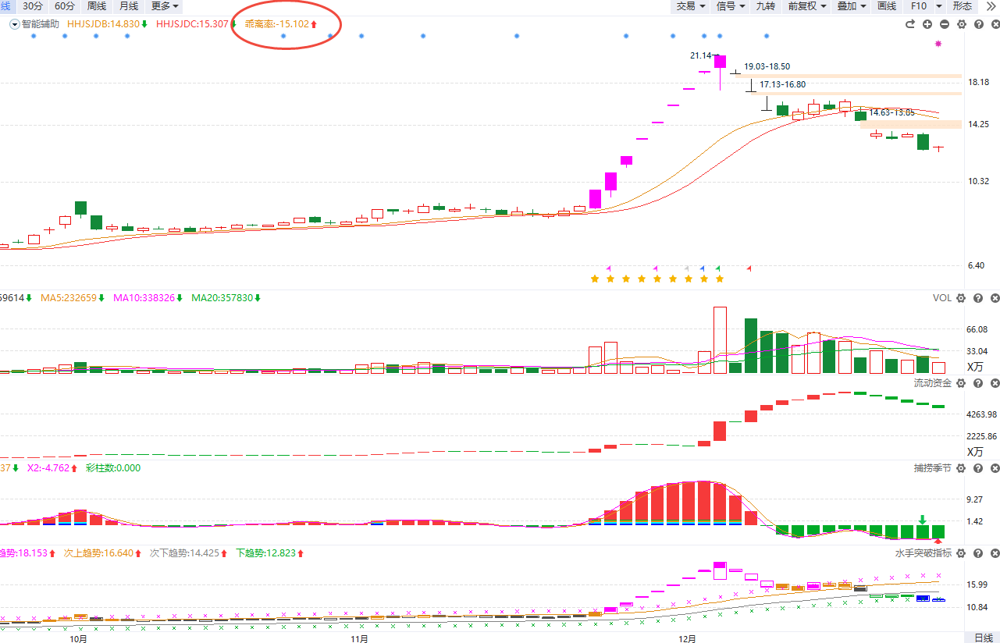 线 30分 60分 周线 月线 更多 交易 信号 九转 前复权 叠加 画线 F10 形态
智能辅助 HHJSJDB:14.830 HHJSJDC:15.307 乖离率:-15.102
21.14
19.03-18.50
17.13-16.80
14.63-13.85
18.18
14.25
10.32
6.40
59614 MA5:232659 MA10:338326 MA20:357830 VOL
66.08
33.04
X万
流动资金
4263.98
2225.86
X万
37 X2:-4.762 彩柱数:0.000 捕捞季节
9.27
1.42
趋势:18.153 次上趋势:16.640 次下趋势:14.425 下趋势:12.823 水手突破指标
15.99
10.84
10月 11月 12月 日线